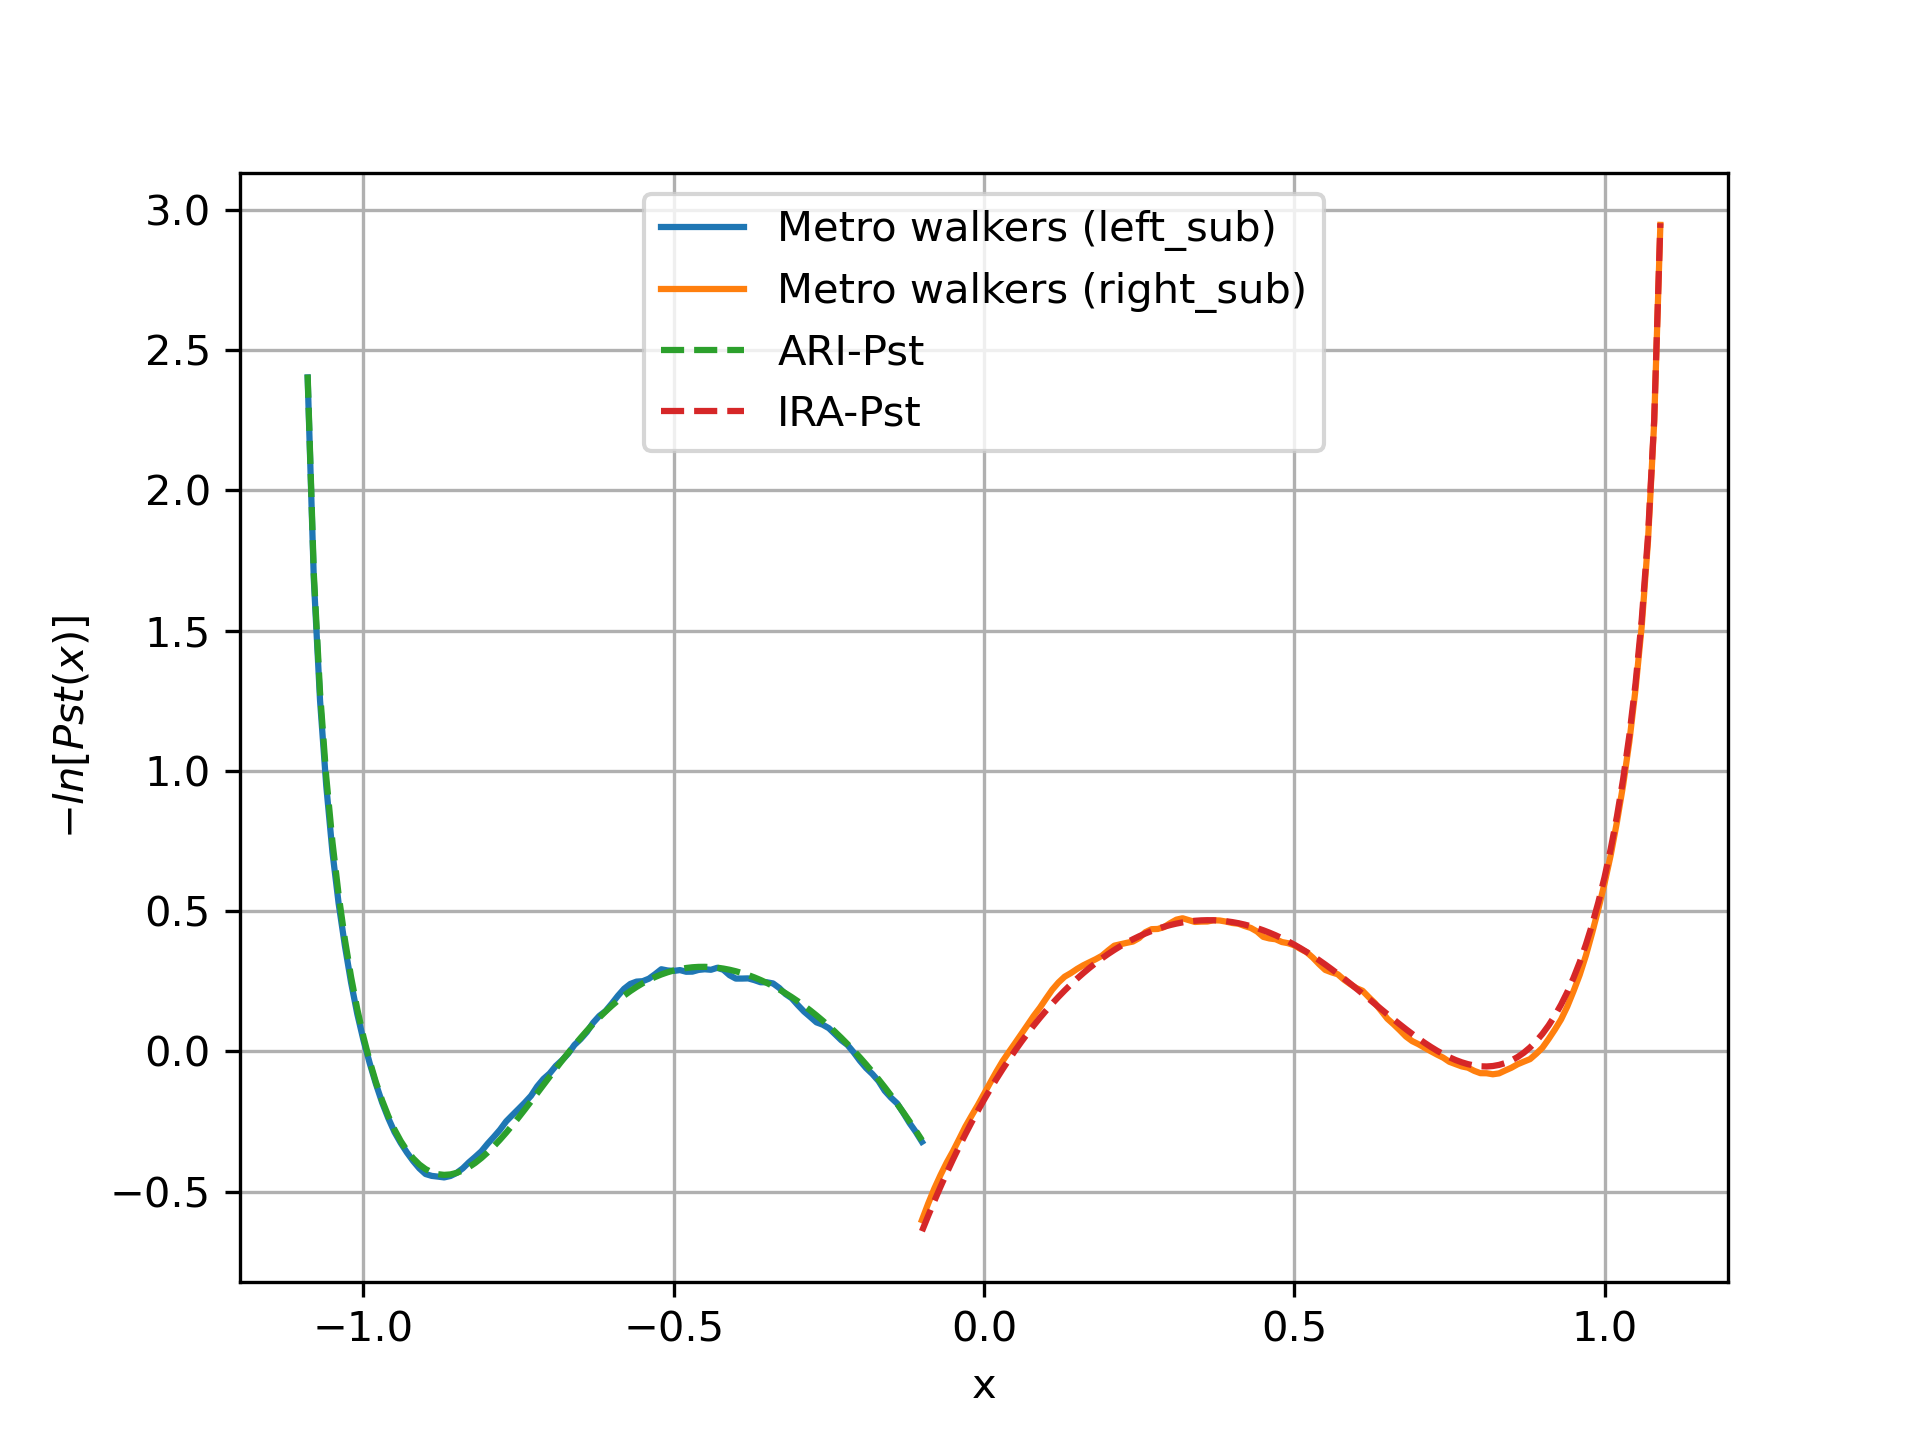 Metro walkers (left_sub)
Metro walkers (right_sub)
ARI-Pst
IRA-Pst
3.0
2.5
2.0
1.5
1.0
0.5
0.0
−0.5
−ln[Pst(x)]
−1.0
−0.5
0.0
0.5
1.0
x